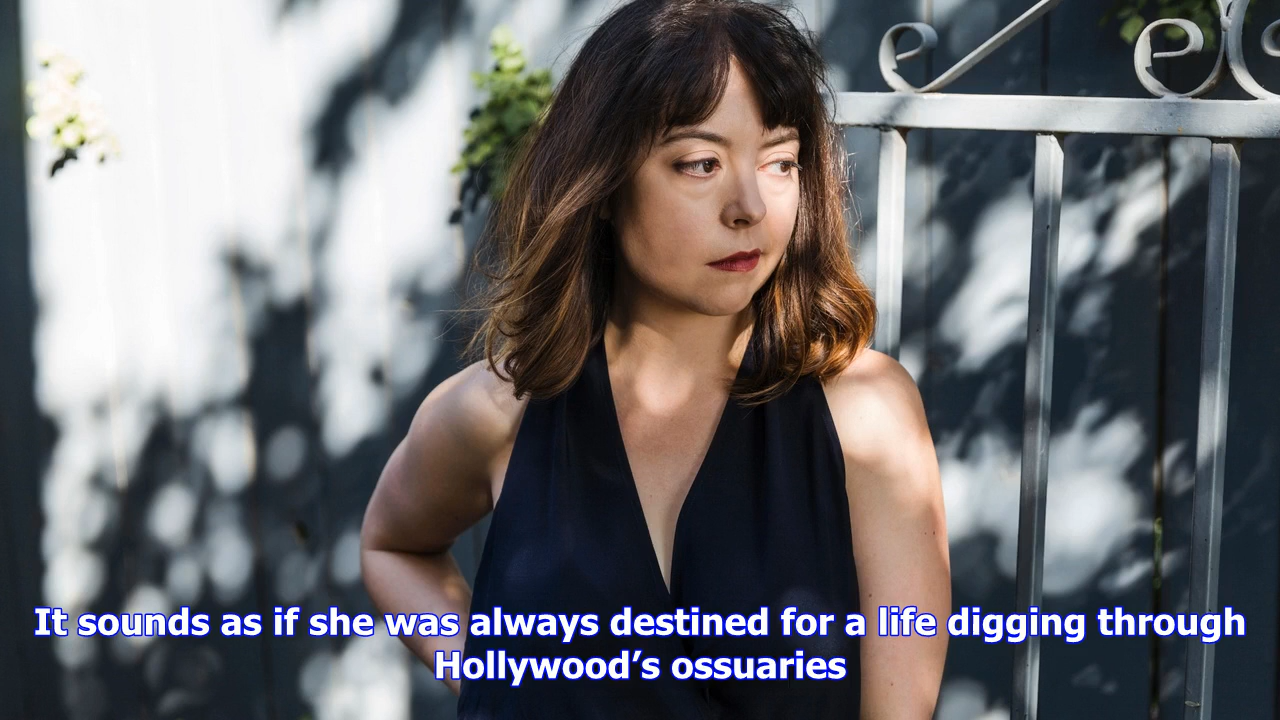 It sounds as if she was always destined for a life digging through
Hollywood’s ossuaries